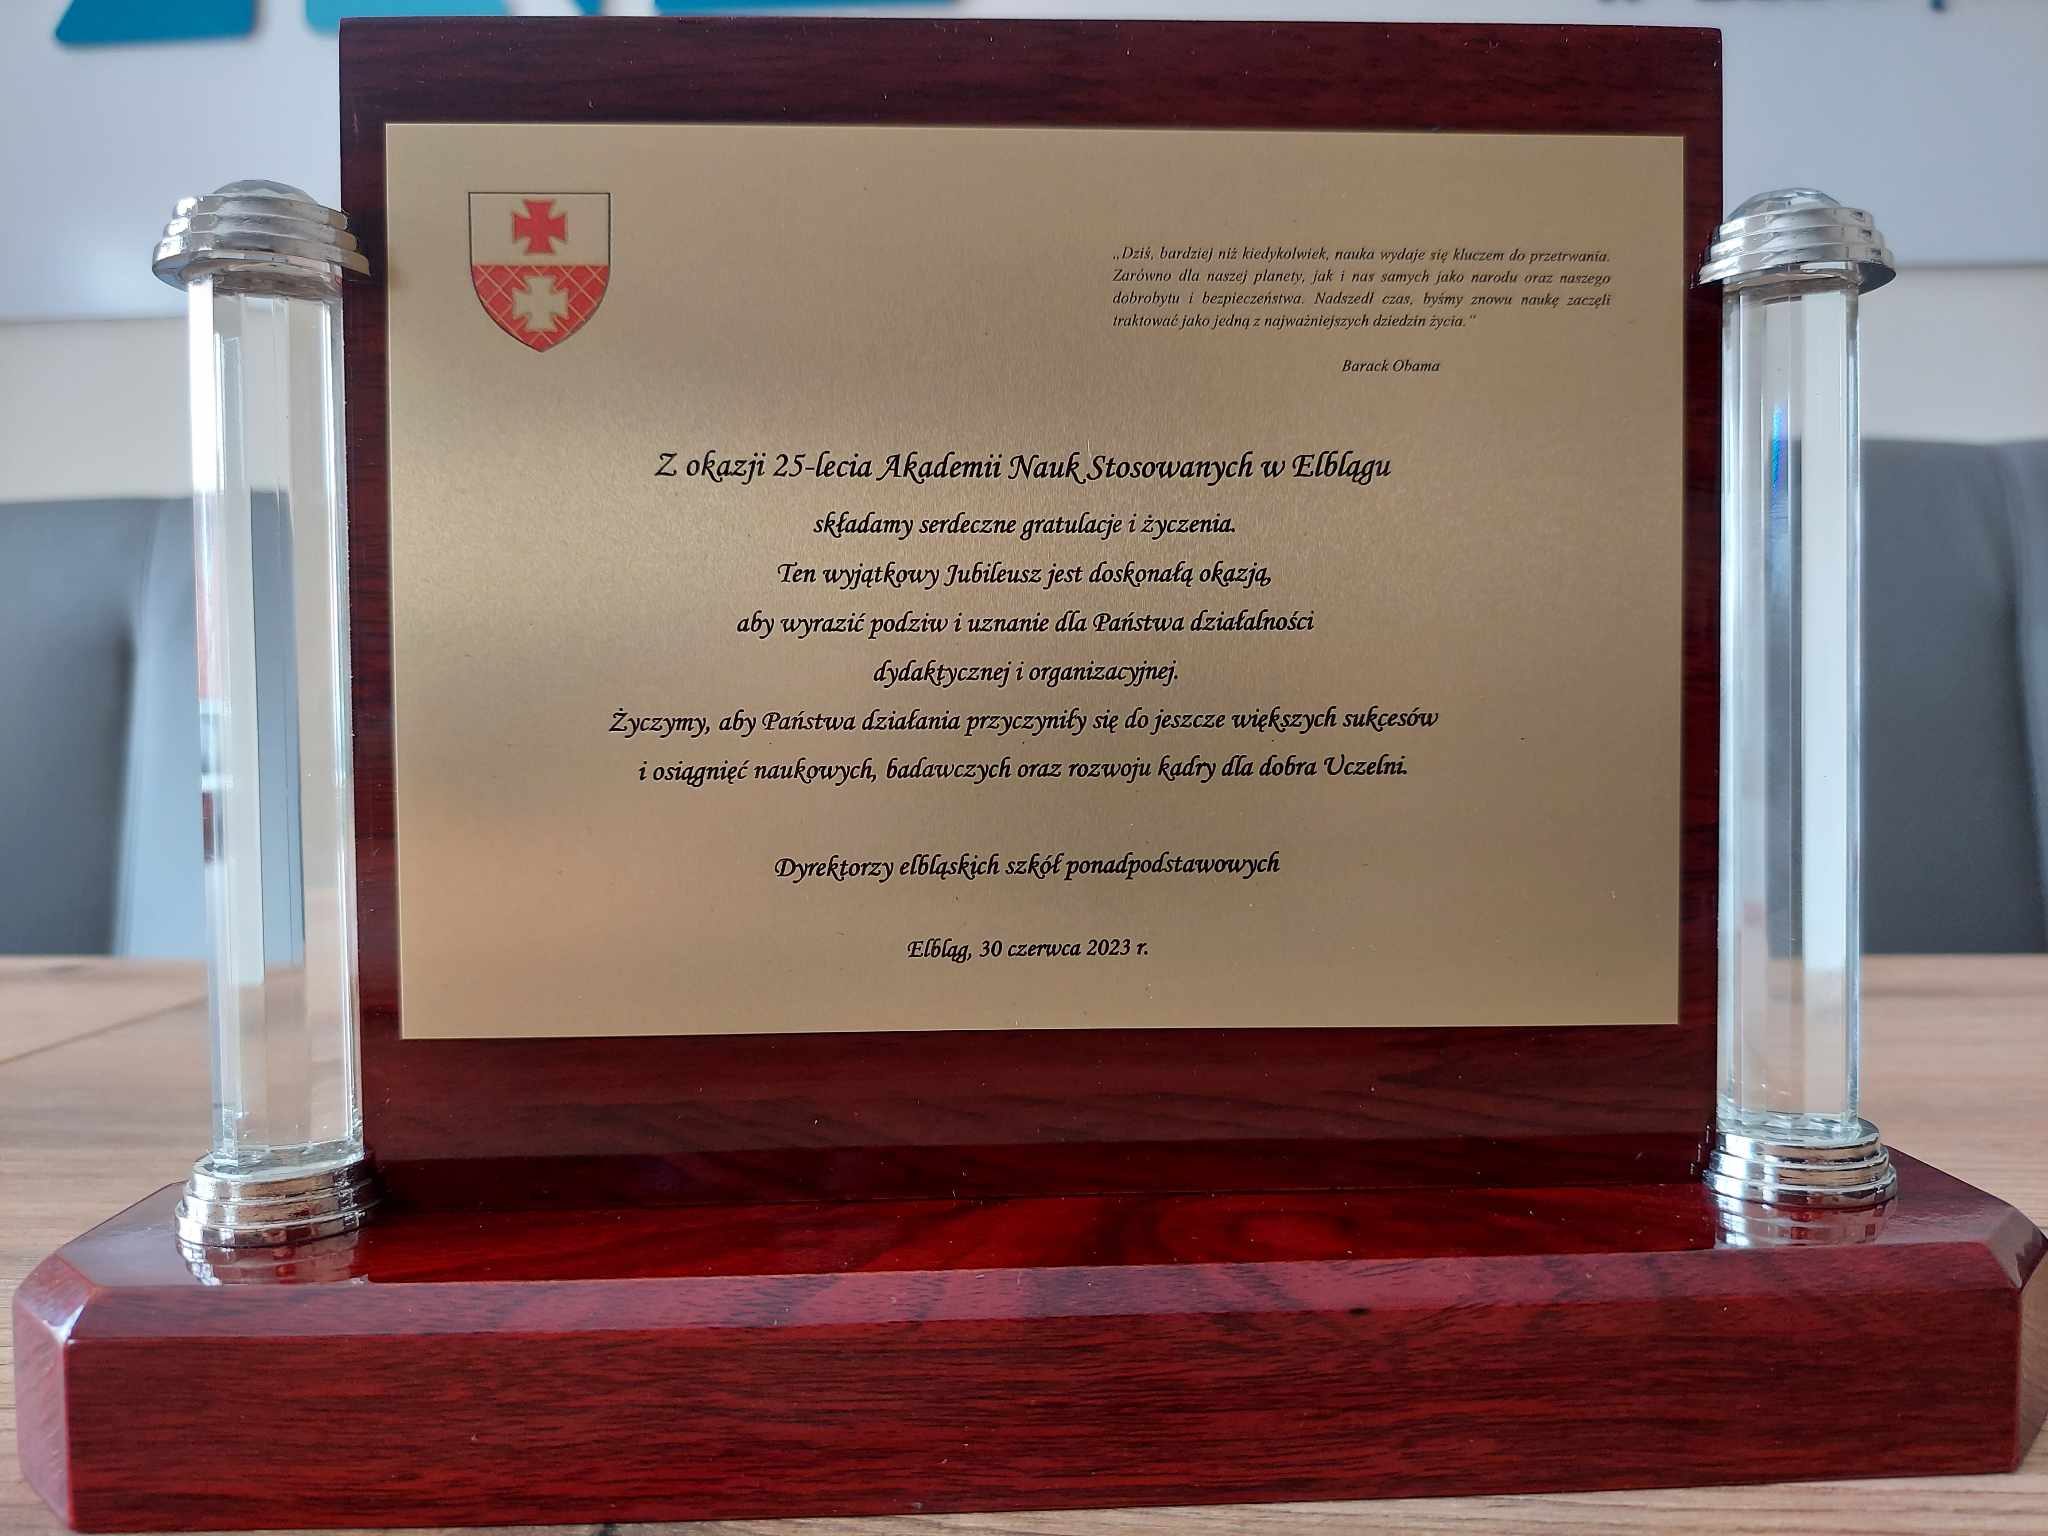 „Dziś, bardziej niż kiedykolwiek, nauka wydaje się kluczem do przetrwania.
Zarówno dla naszej planety, jak i nas samych jako narodu oraz naszego
dobrobytu i bezpieczeństwa. Nadszedł czas, byśmy znowu naukę zaczęli
traktować jako jedną z najważniejszych dziedzin życia.“
Barack Obama
Z okazji 25-lecia Akademii Nauk Stosowanych w Elblągu
składamy serdeczne gratulacje i życzenia.
Ten wyjątkowy Jubileusz jest doskonałą okazją,
aby wyrazić podziw i uznanie dla Państwa działalności
dydaktycznej i organizacyjnej.
Życzymy, aby Państwa działania przyczyniły się do jeszcze większych sukcesów
i osiągnięć naukowych, badawczych oraz rozwoju kadry dla dobra Uczelni.
Dyrektorzy elbląskich szkół ponadpodstawowych
Elbląg, 30 czerwca 2023 r.